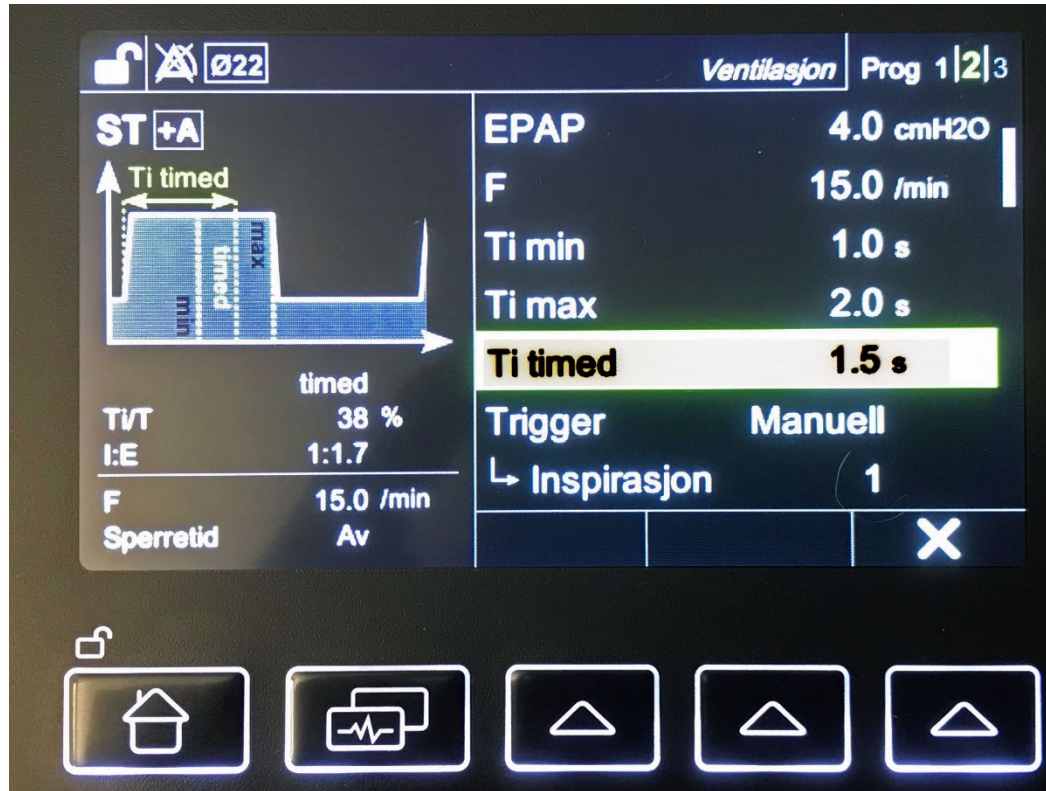 Ø22
Ventilasjon
Prog 1|2|3
ST +A
Ti timed
min
timed
max
timed
Ti/T 38 %
I:E 1:1.7
F 15.0 /min
Sperretid Av
EPAP 4.0 cmH2O
F 15.0 /min
Ti min 1.0 s
Ti max 2.0 s
Ti timed 1.5 s
Trigger Manuell
Inspirasjon 1